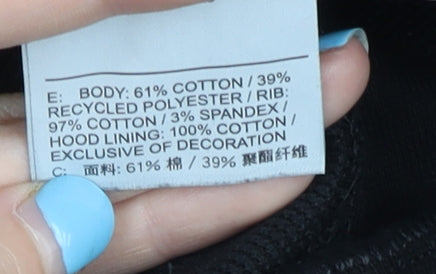 E: BODY: 61% COTTON / 39%
RECYCLED POLYESTER / RIB:
97% COTTON / 3% SPANDEX /
HOOD LINING: 100% COTTON /
EXCLUSIVE OF DECORATION
C: 面料: 61% 棉 / 39% 聚酯纤维